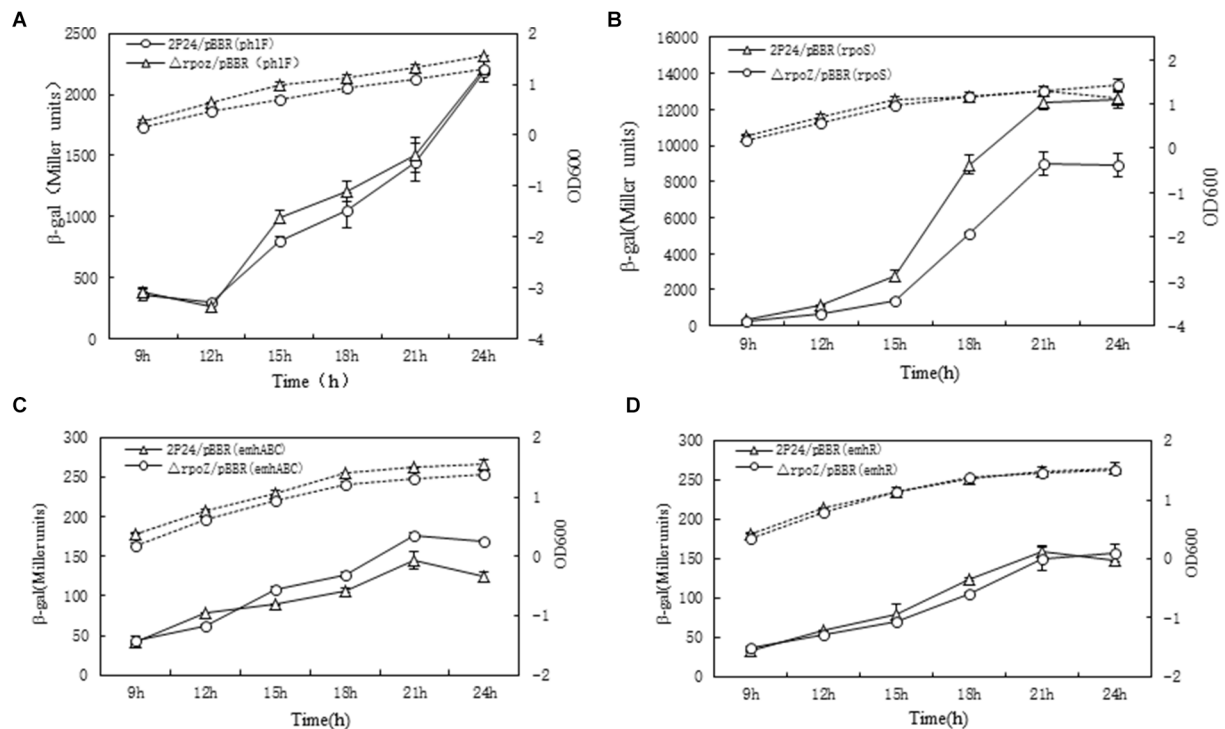 A
2P24/pBBR(phlF)
△rpoz/pBBR (phlF)
β-gal (Miller units)
2500
2000
1500
1000
500
0
2
1
0
-1
-2
-3
-4
OD600
9h 12h 15h 18h 21h 24h
Time (h)
B
2P24/pBBR(rpoS)
△rpoZ/pBBR(rpoS)
β-gal(Miller units)
16000
14000
12000
10000
8000
6000
4000
2000
0
2
1
0
-1
-2
-3
-4
OD600
9h 12h 15h 18h 21h 24h
Time(h)
C
2P24/pBBR(emhABC)
△rpoZ/pBBR(emhABC)
β-gal(Millerunits)
300
250
200
150
100
50
0
2
1
0
-1
-2
OD600
9h 12h 15h 18h 21h 24h
Time(h)
D
2P24/pBBR(emhR)
△rpoZ/pBBR(emhR)
β-gal(Millerunits)
300
250
200
150
100
50
0
2
1
0
-1
-2
OD600
9h 12h 15h 18h 21h 24h
Time(h)